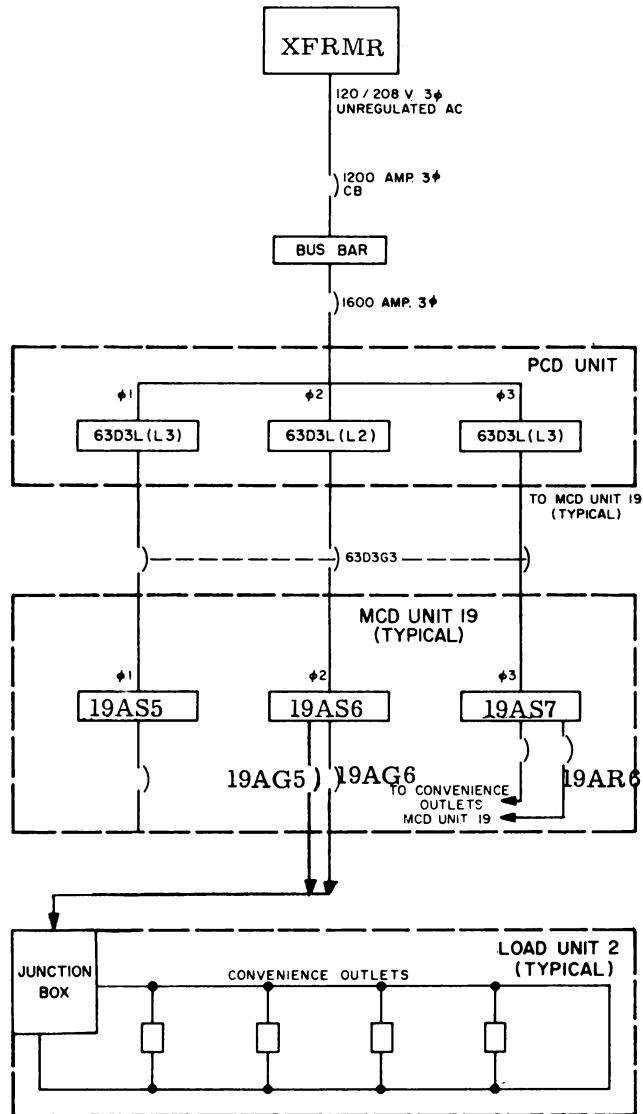 XFRMR
120 / 208 V 3ϕ
UNREGULATED AC
1200 AMP. 3ϕ
CB
BUS BAR
1600 AMP. 3ϕ
PCD UNIT
ϕ1
ϕ2
ϕ3
63D3L(L3)
63D3L(L2)
63D3L(L3)
TO MCD UNIT 19
(TYPICAL)
63D3G3
MCD UNIT 19
(TYPICAL)
ϕ1
ϕ2
ϕ3
19AS5
19AS6
19AS7
19AG5
19AG6
19AR6
TO CONVENIENCE
OUTLETS
MCD UNIT 19
JUNCTION
BOX
CONVENIENCE OUTLETS
LOAD UNIT 2
(TYPICAL)